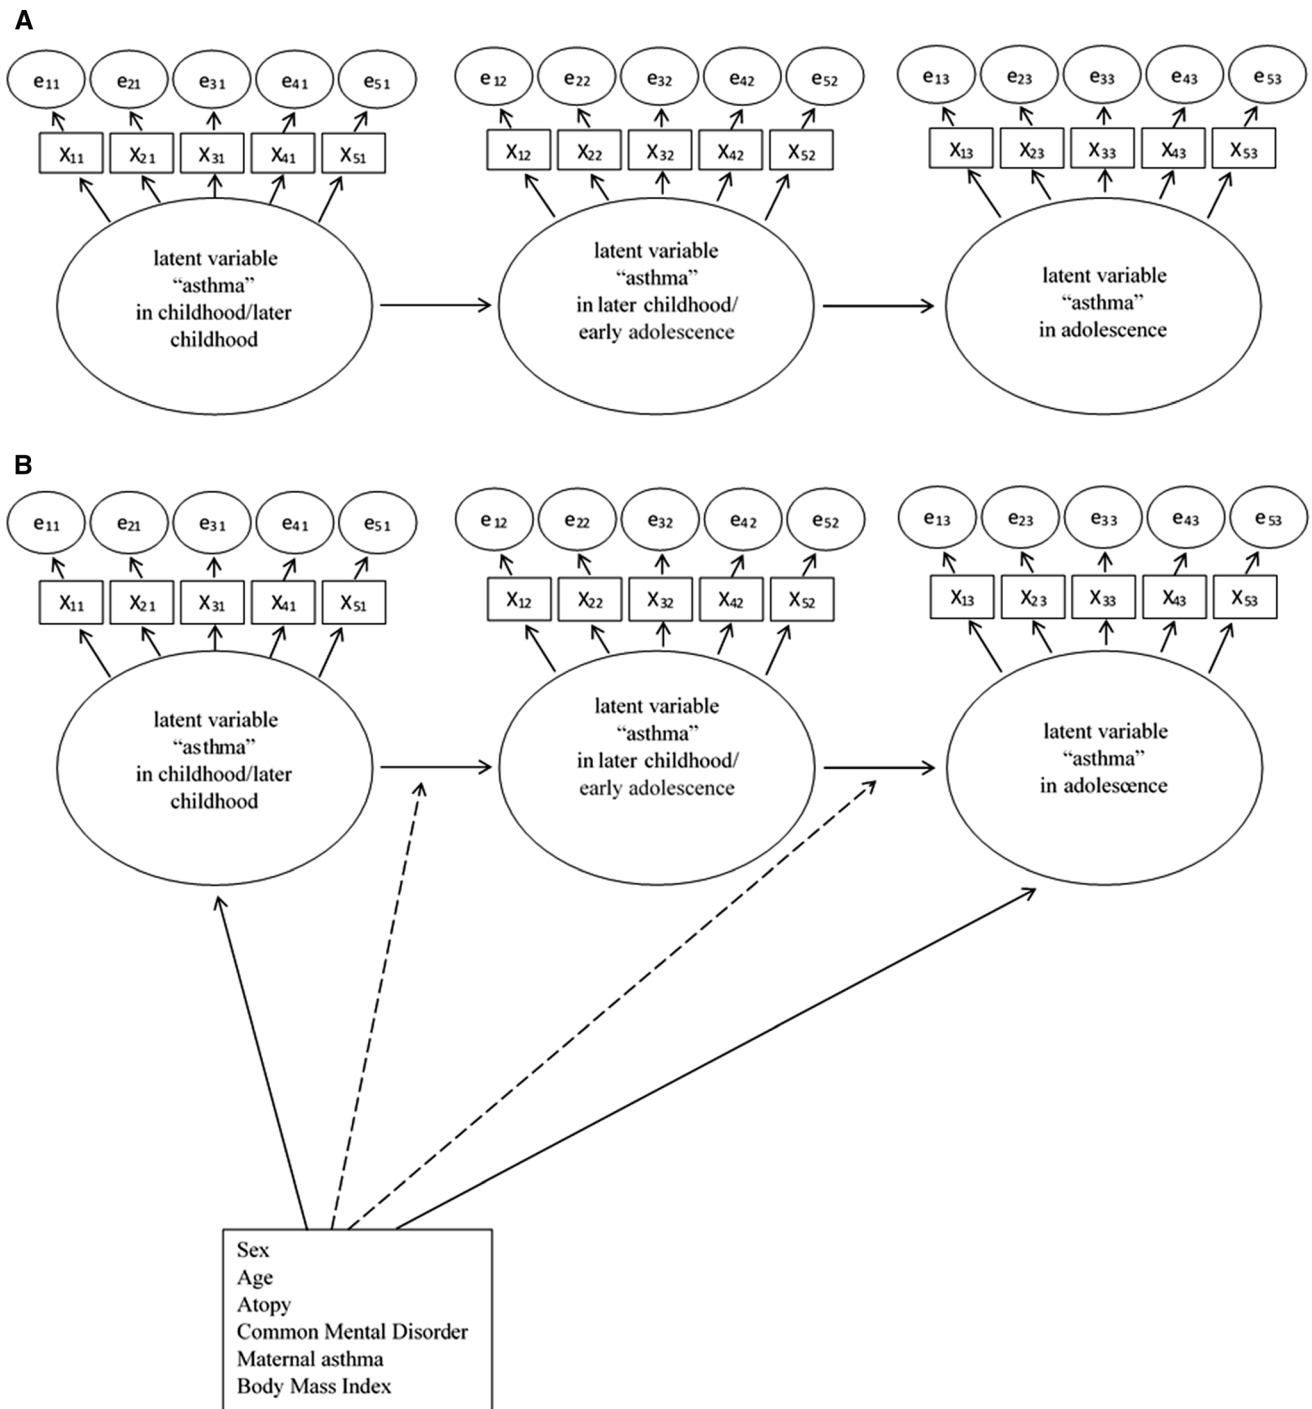 A
e11 e21 e31 e41 e51 e12 e22 e32 e42 e52 e13 e23 e33 e43 e53
X11 X21 X31 X41 X51 X12 X22 X32 X42 X52 X13 X23 X33 X43 X53
latent variable
“asthma”
in childhood/later
childhood
latent variable
“asthma”
in later childhood/
early adolescence
latent variable
“asthma”
in adolescence
B
e11 e21 e31 e41 e51 e12 e22 e32 e42 e52 e13 e23 e33 e43 e53
X11 X21 X31 X41 X51 X12 X22 X32 X42 X52 X13 X23 X33 X43 X53
latent variable
“asthma”
in childhood/later
childhood
latent variable
“asthma”
in later childhood/
early adolescence
latent variable
“asthma”
in adolescence
Sex
Age
Atopy
Common Mental Disorder
Maternal asthma
Body Mass Index